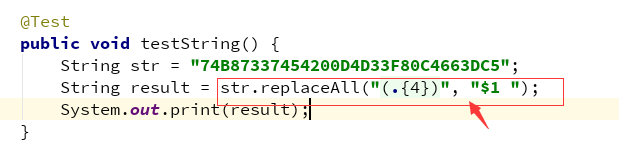 @Test
public void testString() {
    String str = "74B87337454200D4D33F80C4663DC5";
    String result = str.replaceAll("(.{4})", "$1 ");
    System.out.print(result);
}